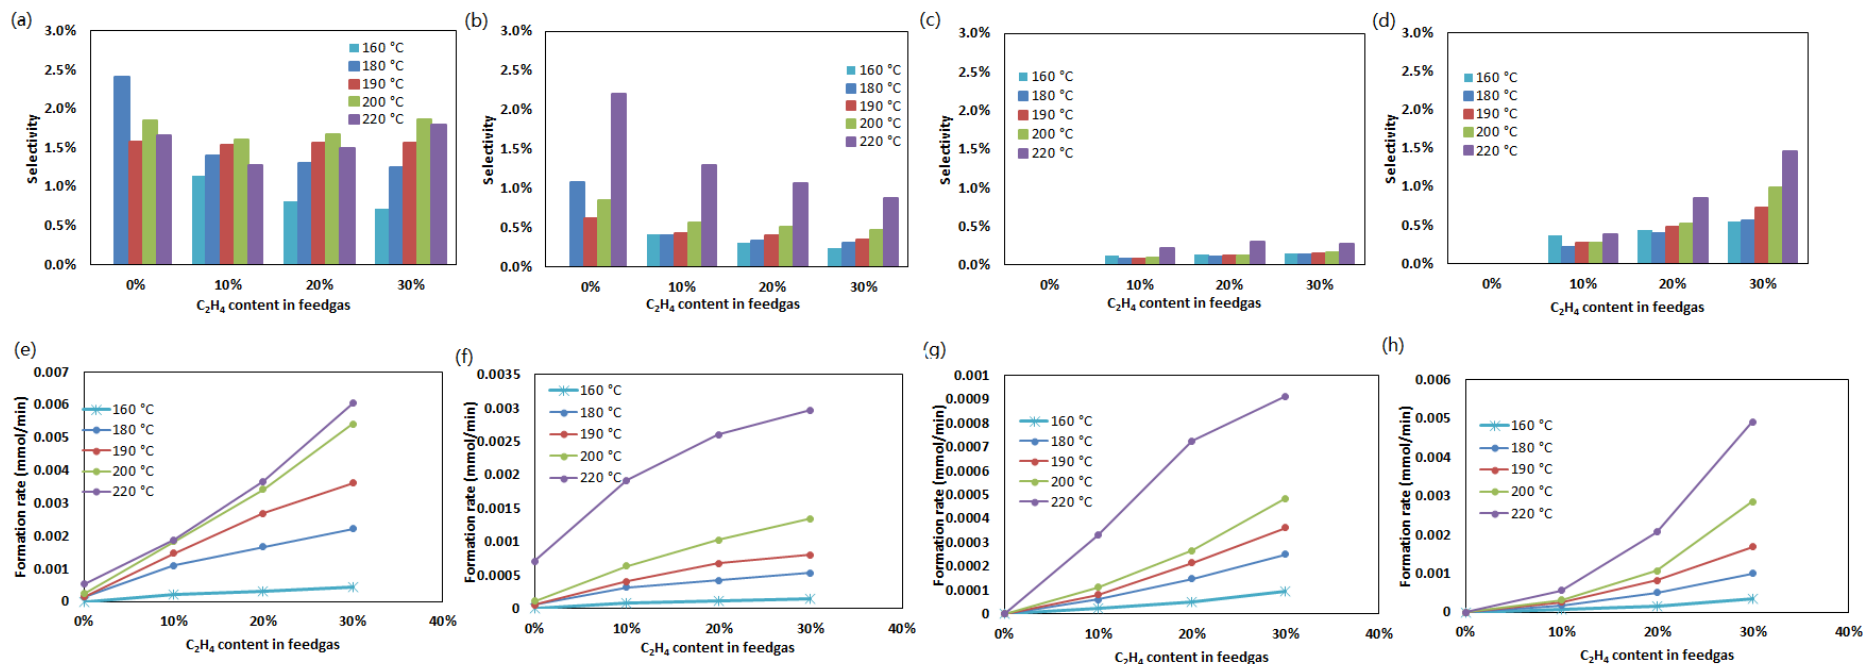 (a)
3.0%
2.5%
2.0%
1.5%
1.0%
0.5%
0.0%
Selectivity
160 °C
180 °C
190 °C
200 °C
220 °C
0% 10% 20% 30%
C₂H₄ content in feedgas
(b)
3.0%
2.5%
2.0%
1.5%
1.0%
0.5%
0.0%
Selectivity
160 °C
180 °C
190 °C
200 °C
220 °C
0% 10% 20% 30%
C₂H₄ content in feedgas
(c)
3.0%
2.5%
2.0%
1.5%
1.0%
0.5%
0.0%
Selectivity
160 °C
180 °C
190 °C
200 °C
220 °C
0% 10% 20% 30%
C₂H₄ content in feedgas
(d)
3.0%
2.5%
2.0%
1.5%
1.0%
0.5%
0.0%
Selectivity
160 °C
180 °C
190 °C
200 °C
220 °C
0% 10% 20% 30%
C₂H₄ content in feedgas
(e)
0.007
0.006
0.005
0.004
0.003
0.002
0.001
0
Formation rate (mmol/min)
160 °C
180 °C
190 °C
200 °C
220 °C
0% 10% 20% 30% 40%
C₂H₄ content in feedgas
(f)
0.0035
0.003
0.0025
0.002
0.0015
0.001
0.0005
0
Formation rate (mmol/min)
160 °C
180 °C
190 °C
200 °C
220 °C
0% 10% 20% 30% 40%
C₂H₄ content in feedgas
(g)
0.001
0.0009
0.0008
0.0007
0.0006
0.0005
0.0004
0.0003
0.0002
0.0001
0
Formation rate (mmol/min)
160 °C
180 °C
190 °C
200 °C
220 °C
0% 10% 20% 30% 40%
C₂H₄ content in feedgas
(h)
0.006
0.005
0.004
0.003
0.002
0.001
0
Formation rate (mmol/min)
160 °C
180 °C
190 °C
200 °C
220 °C
0% 10% 20% 30% 40%
C₂H₄ content in feedgas